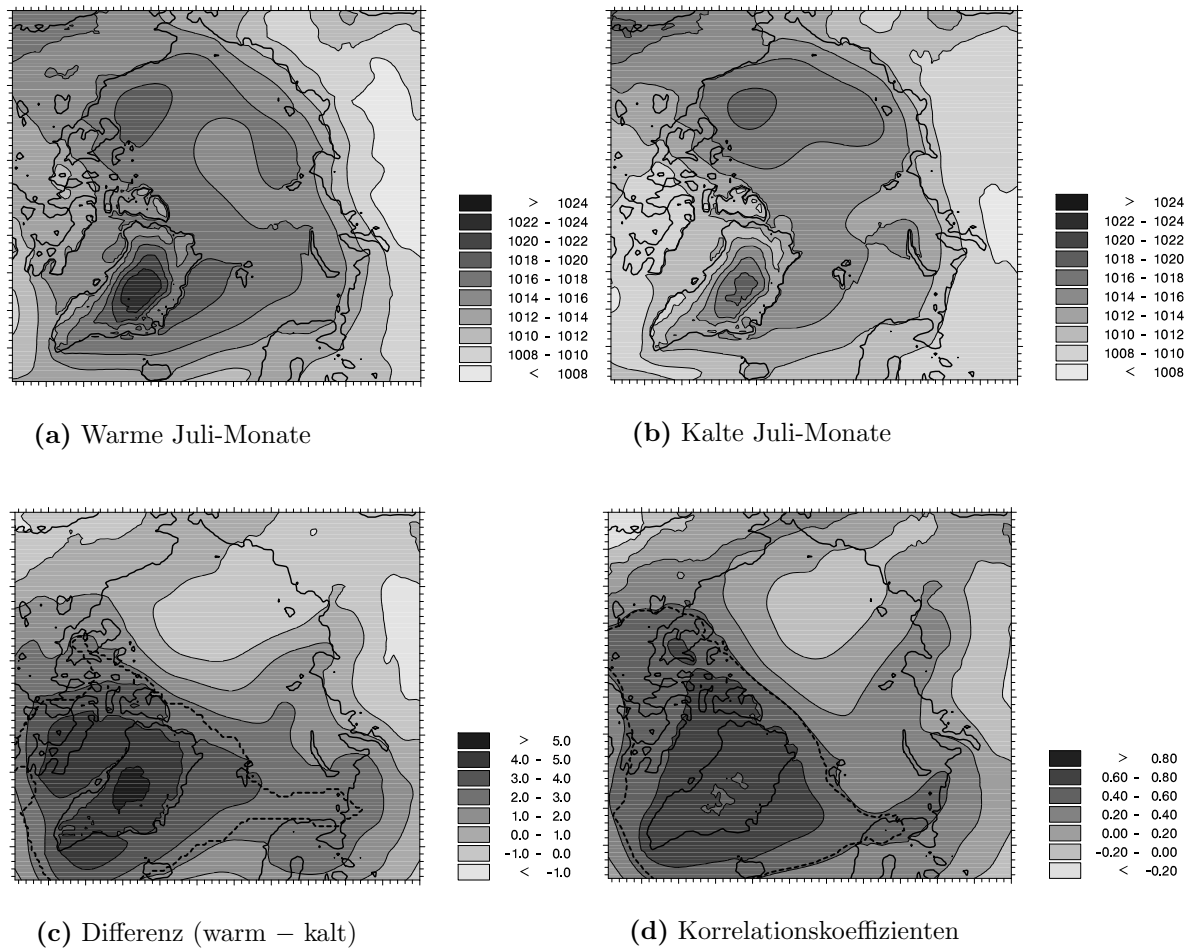 > 1024
1022 - 1024
1020 - 1022
1018 - 1020
1016 - 1018
1014 - 1016
1012 - 1014
1010 - 1012
1008 - 1010
< 1008
(a) Warme Juli-Monate
> 1024
1022 - 1024
1020 - 1022
1018 - 1020
1016 - 1018
1014 - 1016
1012 - 1014
1010 - 1012
1008 - 1010
< 1008
(b) Kalte Juli-Monate
> 5.0
4.0 - 5.0
3.0 - 4.0
2.0 - 3.0
1.0 - 2.0
0.0 - 1.0
-1.0 - 0.0
< -1.0
(c) Differenz (warm − kalt)
> 0.80
0.60 - 0.80
0.40 - 0.60
0.20 - 0.40
0.00 - 0.20
-0.20 - 0.00
< -0.20
(d) Korrelationskoeffizienten